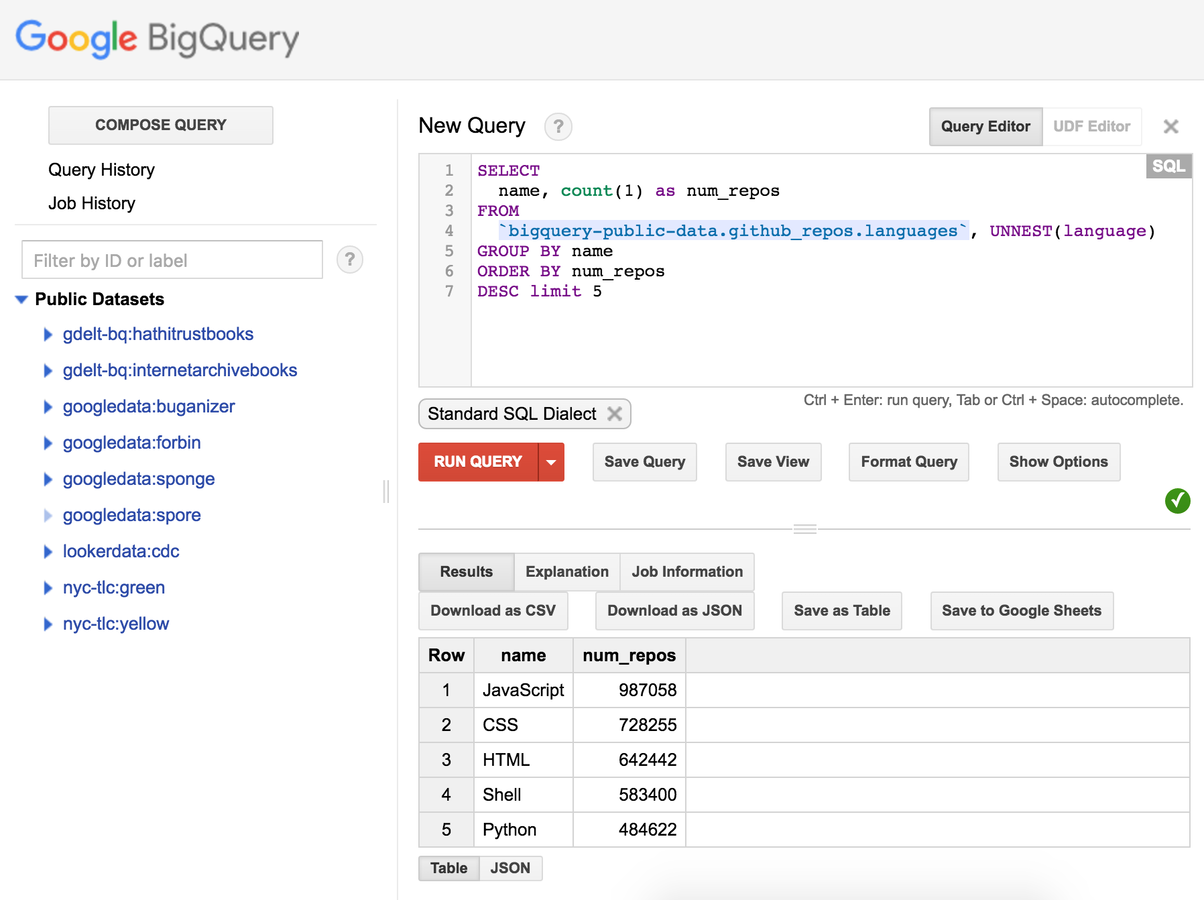 Google BigQuery
COMPOSE QUERY
Query History
Job History
Filter by ID or label
?
Public Datasets
gdelt-bq:hathitrustbooks
gdelt-bq:internetarchivebooks
googledata:buganizer
googledata:forbin
googledata:sponge
googledata:spore
lookerdata:cdc
nyc-tlc:green
nyc-tlc:yellow
New Query ? Query Editor UDF Editor
SQL
1 SELECT
2 name, count(1) as num_repos
3 FROM
4 `bigquery-public-data.github_repos.languages`, UNNEST(language)
5 GROUP BY name
6 ORDER BY num_repos
7 DESC limit 5
Ctrl + Enter: run query, Tab or Ctrl + Space: autocomplete.
Standard SQL Dialect
RUN QUERY Save Query Save View Format Query Show Options
Results Explanation Job Information
Download as CSV Download as JSON Save as Table Save to Google Sheets
Row name num_repos
1 JavaScript 987058
2 CSS 728255
3 HTML 642442
4 Shell 583400
5 Python 484622
Table JSON